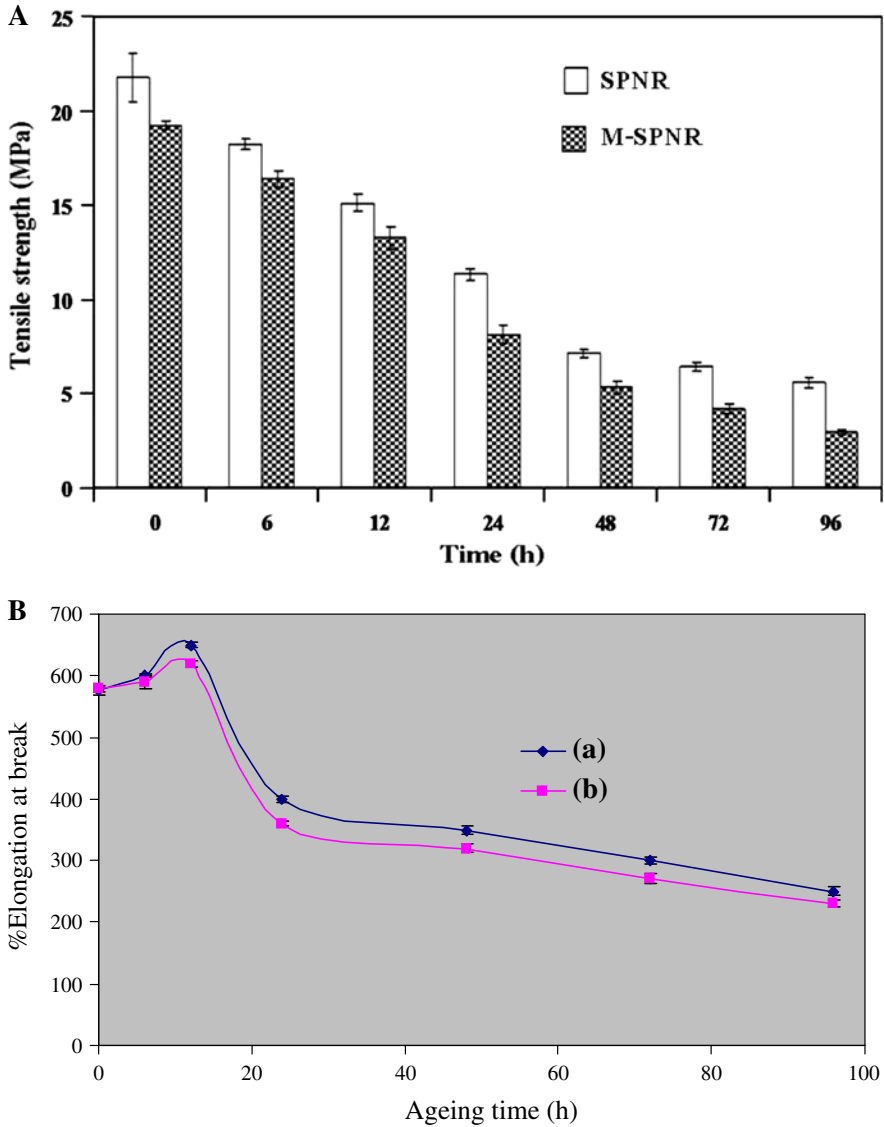 A
25
20
15
10
5
0
Tensile strength (MPa)
SPNR
M-SPNR
0 6 12 24 48 72 96
Time (h)
B
700
600
500
400
300
200
100
0
%Elongation at break
(a)
(b)
0 20 40 60 80 100
Ageing time (h)